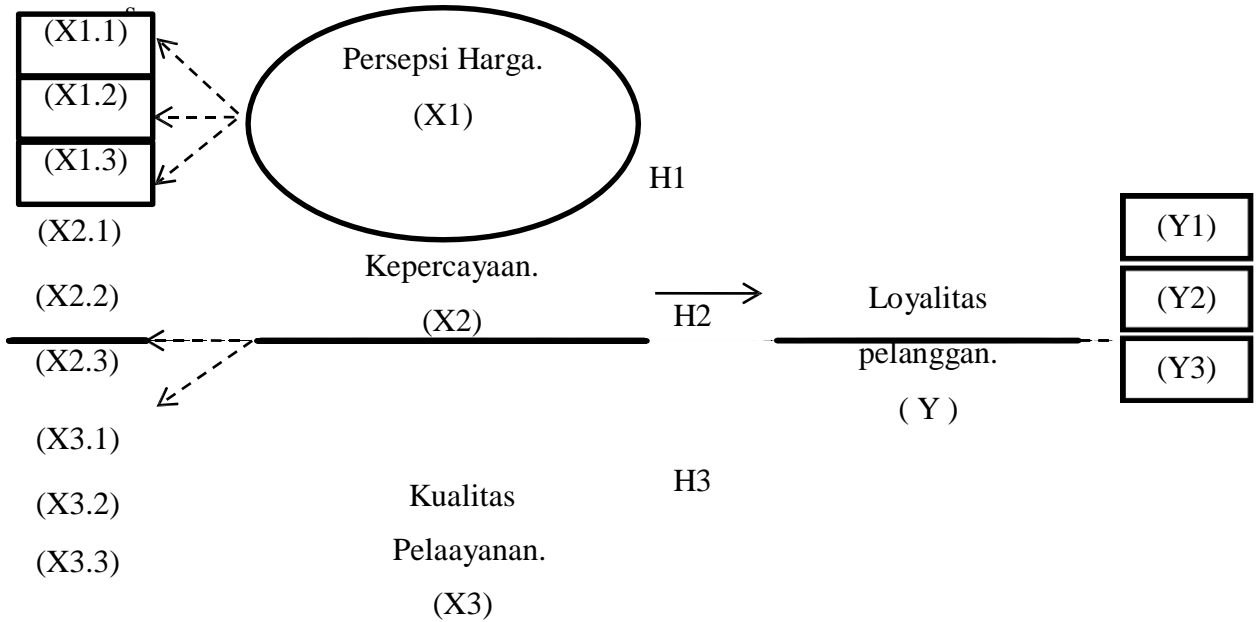 s
(X1.1)
(X1.2)
(X1.3)
(X2.1)
(X2.2)
(X2.3)
(X3.1)
(X3.2)
(X3.3)
Persepsi Harga.
(X1)
Kepercayaan.
(X2)
Kualitas
Pelaayanan.
(X3)
H1
H2
H3
Loyalitas
pelanggan.
( Y )
(Y1)
(Y2)
(Y3)